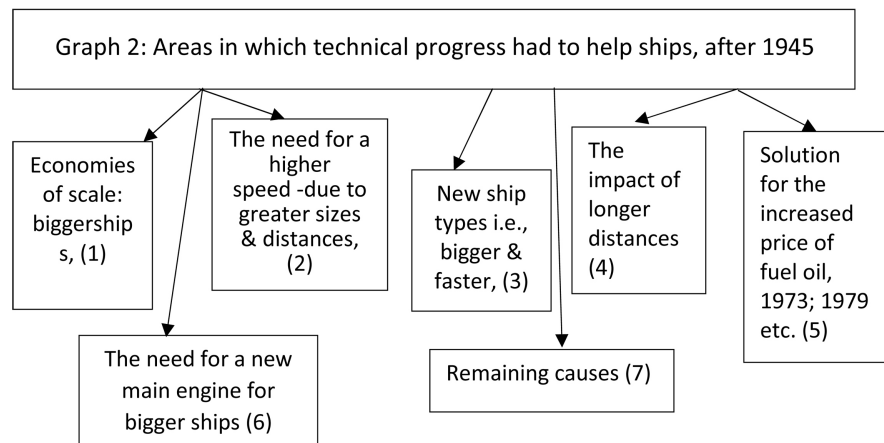 Graph 2: Areas in which technical progress had to help ships, after 1945
Economies
of scale:
biggership
s, (1)
The need for a
higher
speed -due to
greater sizes
& distances,
(2)
New ship
types i.e.,
bigger &
faster, (3)
The
impact of
longer
distances
(4)
Solution
for the
increased
price of
fuel oil,
1973; 1979
etc. (5)
The need for a new
main engine for
bigger ships (6)
Remaining causes (7)